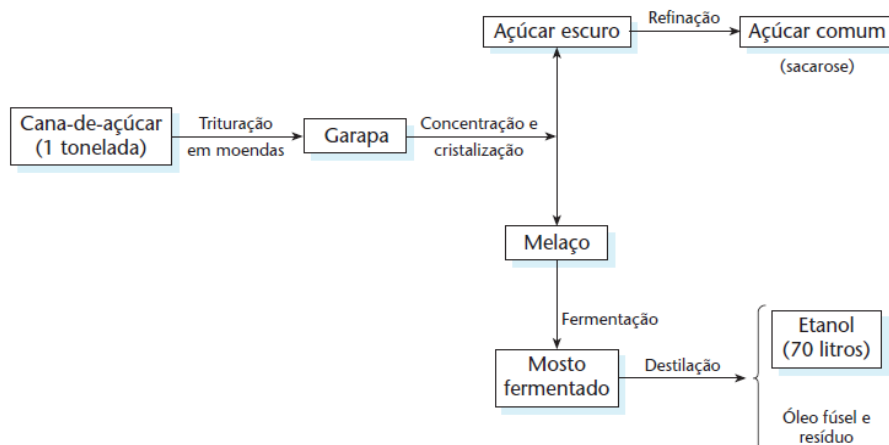 Açúcar escuro
Refinação
Açúcar comum
(sacarose)
Cana-de-açúcar
(1 tonelada)
Trituração
em moendas
Garapa
Concentração e
cristalização
Melaço
Fermentação
Mosto
fermentado
Destilação
Etanol
(70 litros)
Óleo fúsel e
resíduo